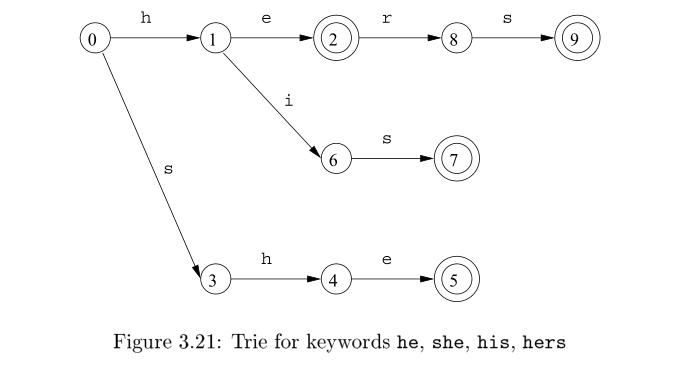 h e r s
0 1 2 8 9
i
s
6 7
s
h e
3 4 5
Figure 3.21: Trie for keywords he, she, his, hers